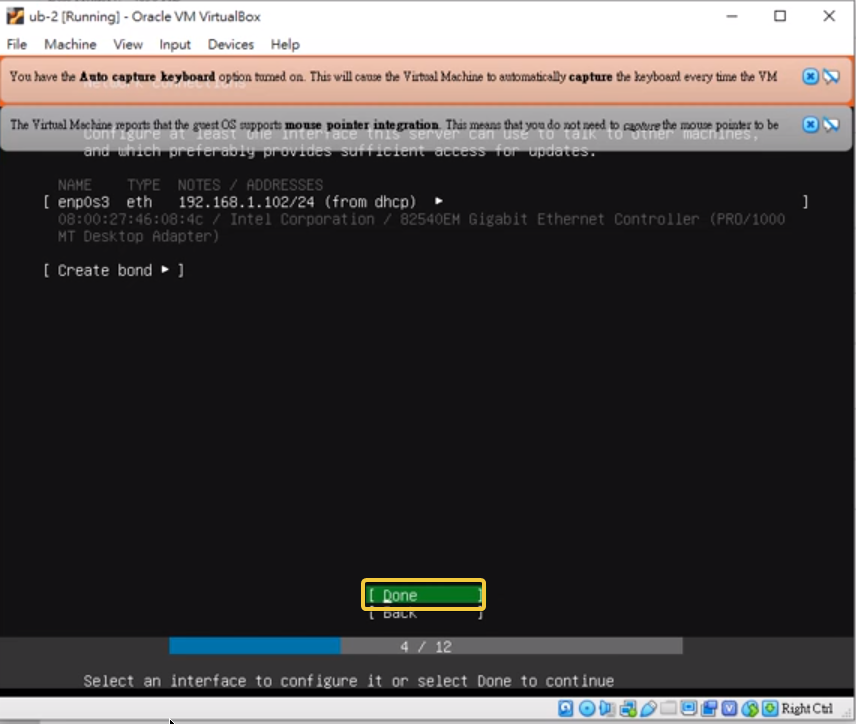 ub-2 [Running] - Oracle VM VirtualBox
File Machine View Input Devices Help
You have the Auto capture keyboard option turned on. This will cause the Virtual Machine to automatically capture the keyboard every time the VM
Network connections
The Virtual Machine reports that the guest OS supports mouse pointer integration. This means that you do not need to capture the mouse pointer to be
Configure at least one interface this server can use to talk to other machines,
and which preferably provides sufficient access for updates.
NAME TYPE NOTES / ADDRESSES
[ enp0s3 eth 192.168.1.102/24 (from dhcp) ▸ ]
08:00:27:46:08:4c / Intel Corporation / 82540EM Gigabit Ethernet Controller (PRO/1000
MT Desktop Adapter)
[ Create bond ▸ ]
[ Done ]
[ Back ]
4 / 12
Select an interface to configure it or select Done to continue
Right Ctrl